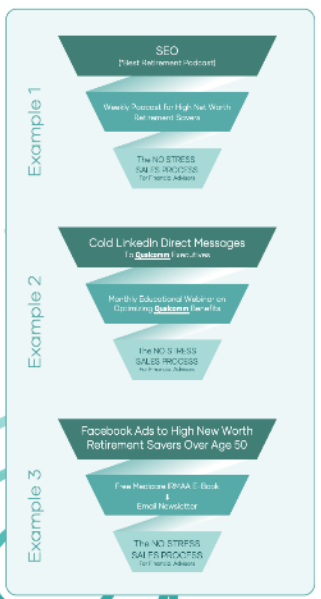 Example 1
SEO
("Best Retirement Podcast)
Weekly Podcast for High Net Worth
Retirement Savers
The NO STRESS
SALES PROCESS
For Financial Advisors
Example 2
Cold LinkedIn Direct Messages
To Qualcomm Executives
Monthly Educational Webinar on
Optimizing Qualcomm Benefits
The NO STRESS
SALES PROCESS
For Financial Advisors
Example 3
Facebook Ads to High New Worth
Retirement Savers Over Age 50
Free Medicare IRMAA E-Book
↓
Email Newsletter
The NO STRESS
SALES PROCESS
For Financial Advisors